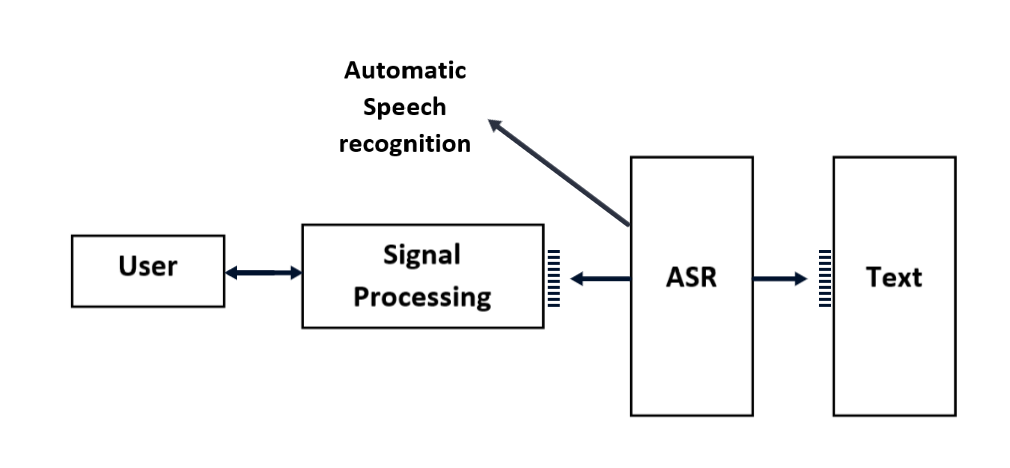 Automatic
Speech
recognition
User
Signal
Processing
ASR
Text